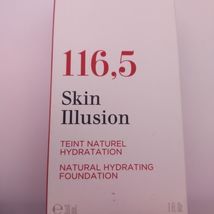 116,5
Skin
Illusion
TEINT NATUREL
HYDRATATION
NATURAL HYDRATING
FOUNDATION